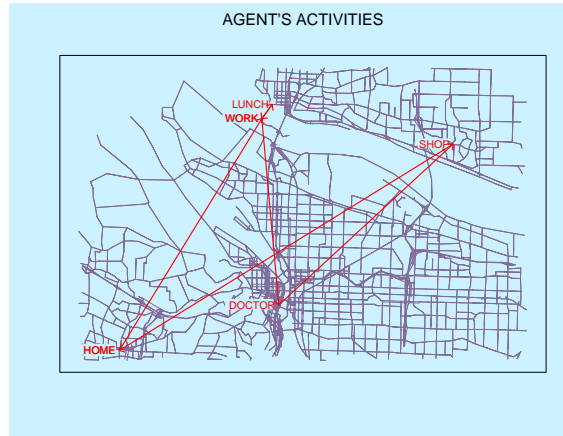 AGENT'S ACTIVITIES
LUNCH
WORK
SHOP
DOCTOR
HOME